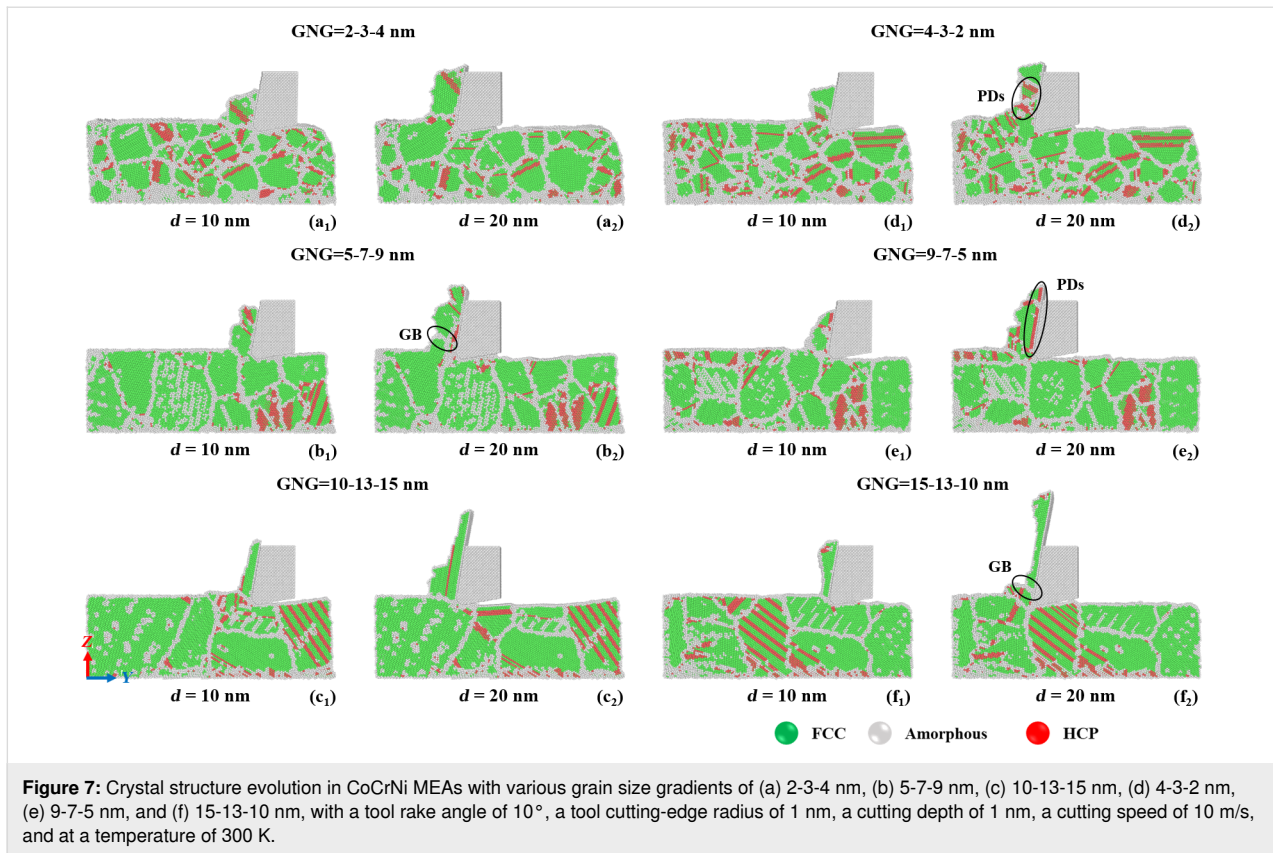 GNG=2-3-4 nm
GNG=4-3-2 nm
PDs
d = 10 nm (a1)
d = 20 nm (a2)
d = 10 nm (d1)
d = 20 nm (d2)
GNG=5-7-9 nm
GNG=9-7-5 nm
GB
PDs
d = 10 nm (b1)
d = 20 nm (b2)
d = 10 nm (e1)
d = 20 nm (e2)
GNG=10-13-15 nm
GNG=15-13-10 nm
GB
Z
Y
d = 10 nm (c1)
d = 20 nm (c2)
d = 10 nm (f1)
d = 20 nm (f2)
FCC Amorphous HCP
Figure 7: Crystal structure evolution in CoCrNi MEAs with various grain size gradients of (a) 2-3-4 nm, (b) 5-7-9 nm, (c) 10-13-15 nm, (d) 4-3-2 nm,
(e) 9-7-5 nm, and (f) 15-13-10 nm, with a tool rake angle of 10°, a tool cutting-edge radius of 1 nm, a cutting depth of 1 nm, a cutting speed of 10 m/s,
and at a temperature of 300 K.